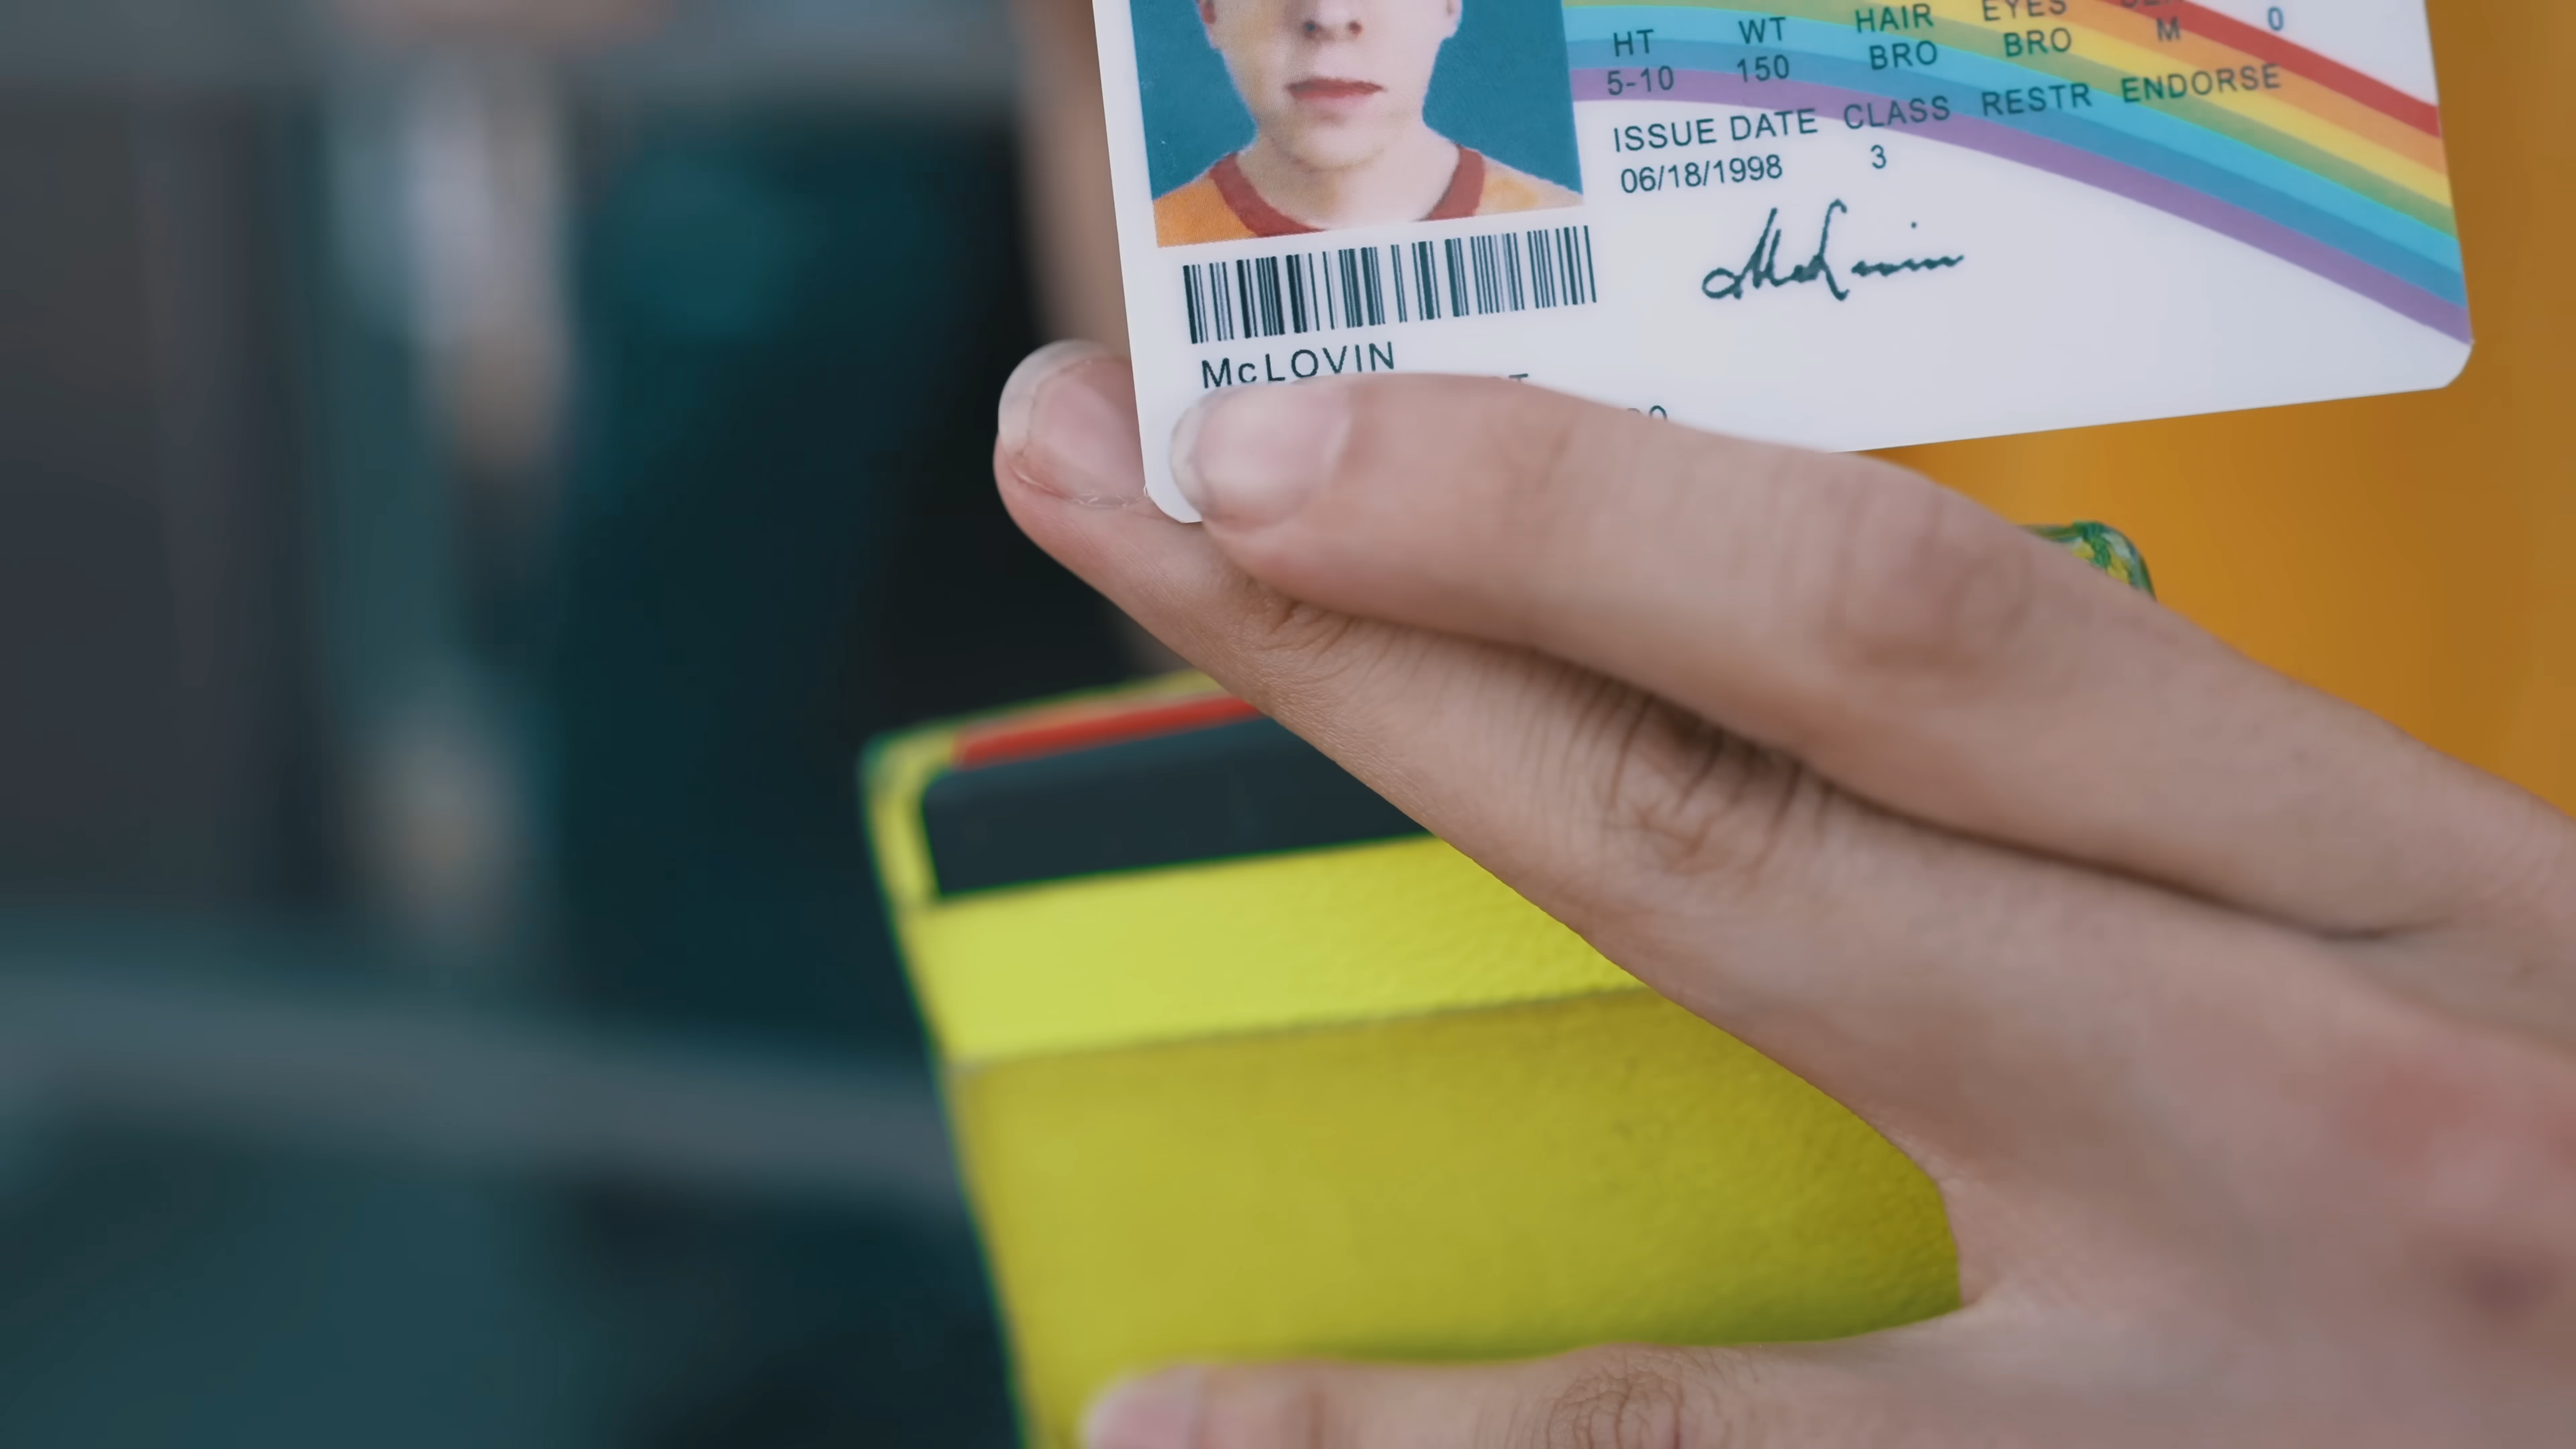 HT WT HAIR EYES
5-10 150 BRO BRO M 0
ISSUE DATE CLASS RESTR ENDORSE
06/18/1998 3
McLovin
McLOVIN